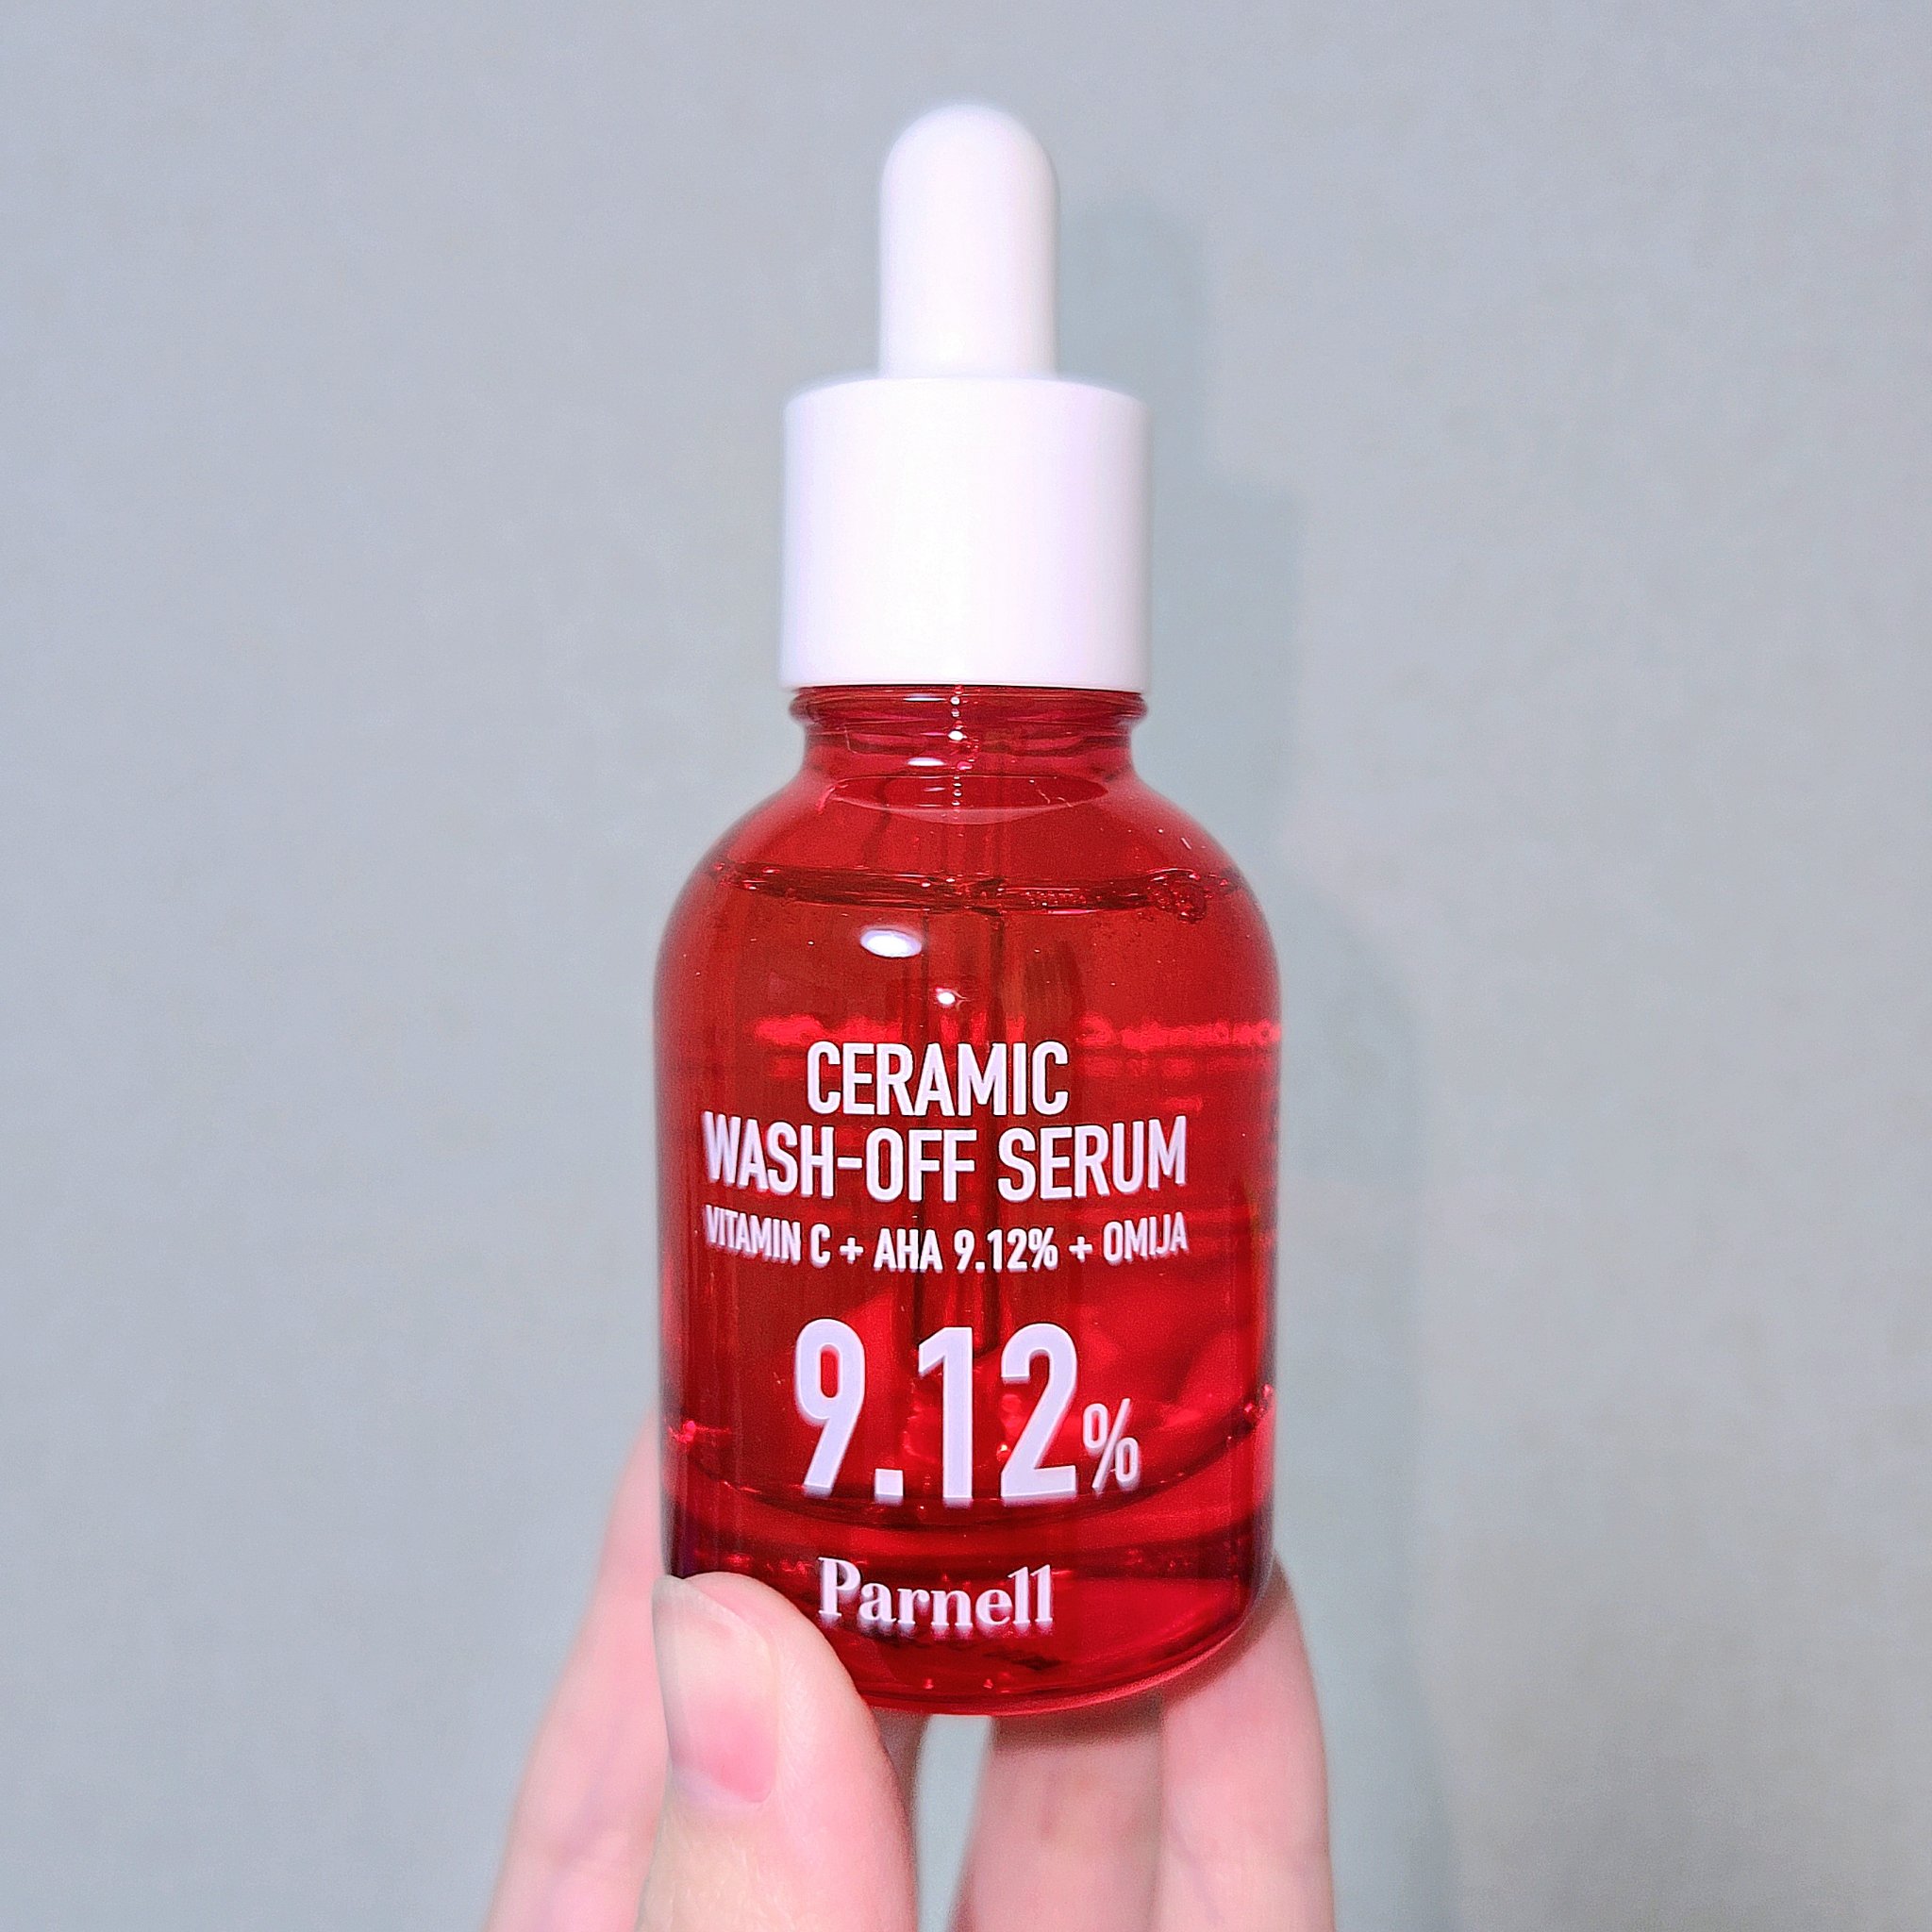 CERAMIC
WASH-OFF SERUM
VITAMIN C + AHA 9.12% + OMIJA
9.12%
Parnell